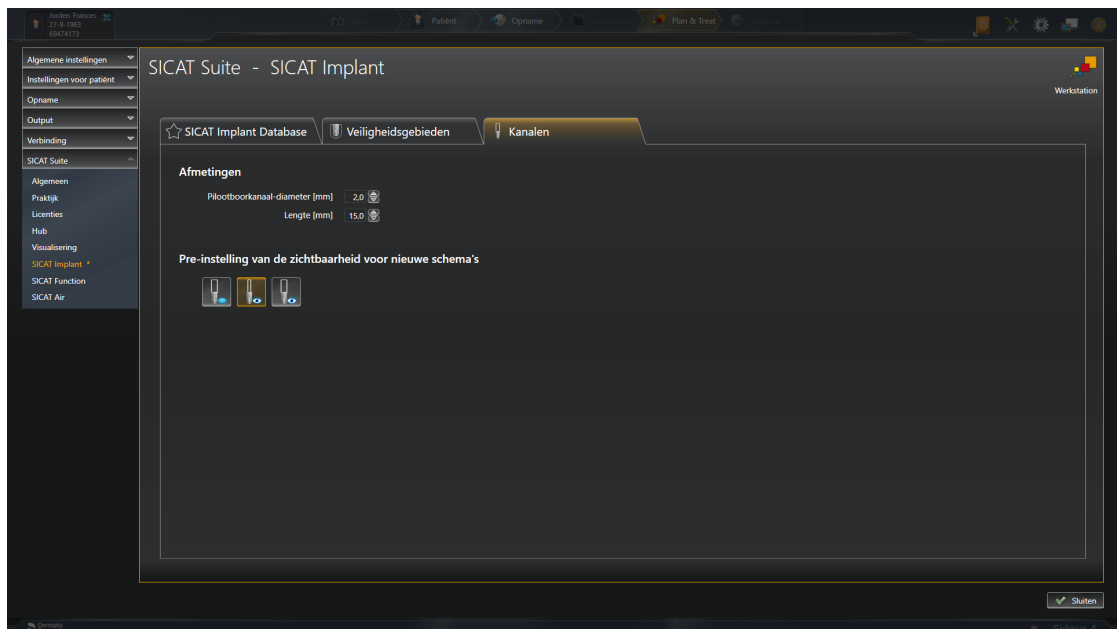 Jorden Frances
27-9-1963
69474173
Patiënt
Opname
Plan & Treat
Algemene instellingen
Instellingen voor patiënt
Opname
Output
Verbinding
SICAT Suite
Algemeen
Praktijk
Licenties
Hub
Visualisering
SICAT Implant *
SICAT Function
SICAT Air
SICAT Suite - SICAT Implant
Werkstation
SICAT Implant Database
Veiligheidsgebieden
Kanalen
Afmetingen
Pilootboorkanaal-diameter [mm] 2,0
Lengte [mm] 15,0
Pre-instelling van de zichtbaarheid voor nieuwe schema's
Sluiten
Dentsply
Sidexis 4